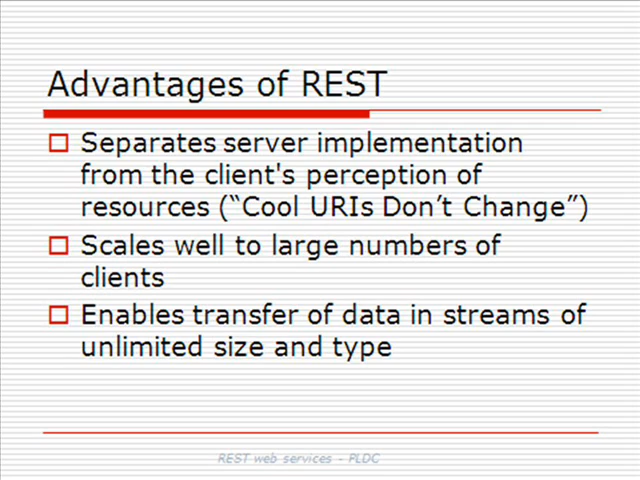 Advantages of REST
Separates server implementation
from the client's perception of
resources (“Cool URIs Don’t Change”)
Scales well to large numbers of
clients
Enables transfer of data in streams of
unlimited size and type
REST web services - PLDC